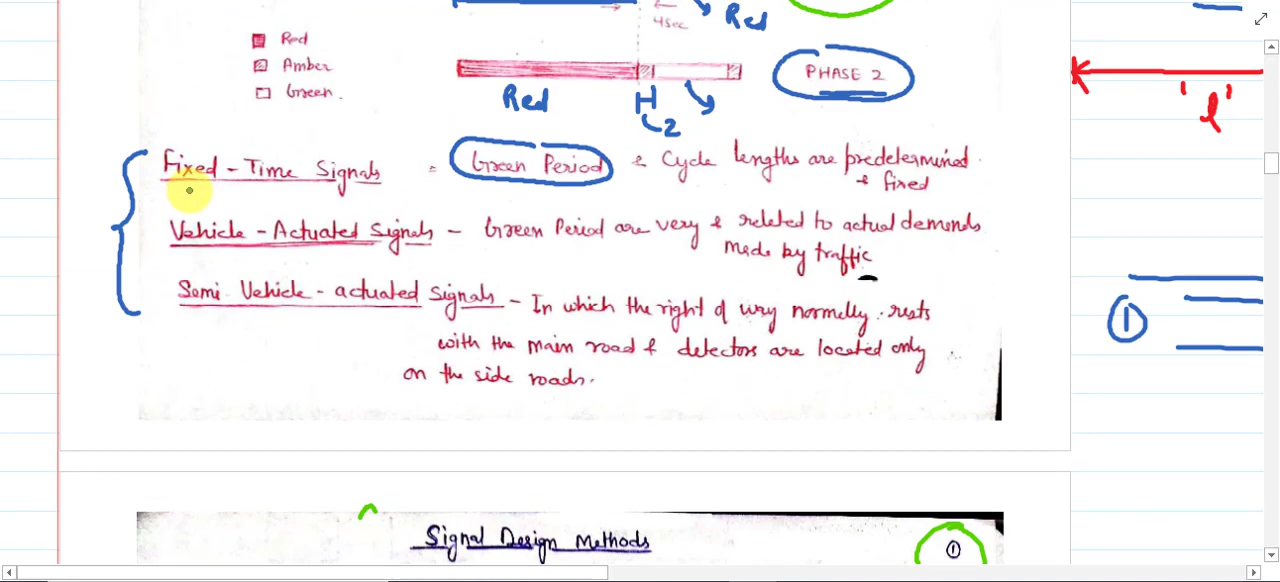 Red
4sec
Red
Amber
Green.
PHASE 2
Red
2
'l'
Fixed - Time Signals = Green Period & Cycle lengths are predetermined
& fixed
Vehicle - Actuated Signals - Green Period are very & releted to actual demands
made by traffic
Semi Vehicle - actuated Signals - In which the right of way normelly rests
with the main road & detectors are located only
on the side roads.
1
Signal Design Methods
1